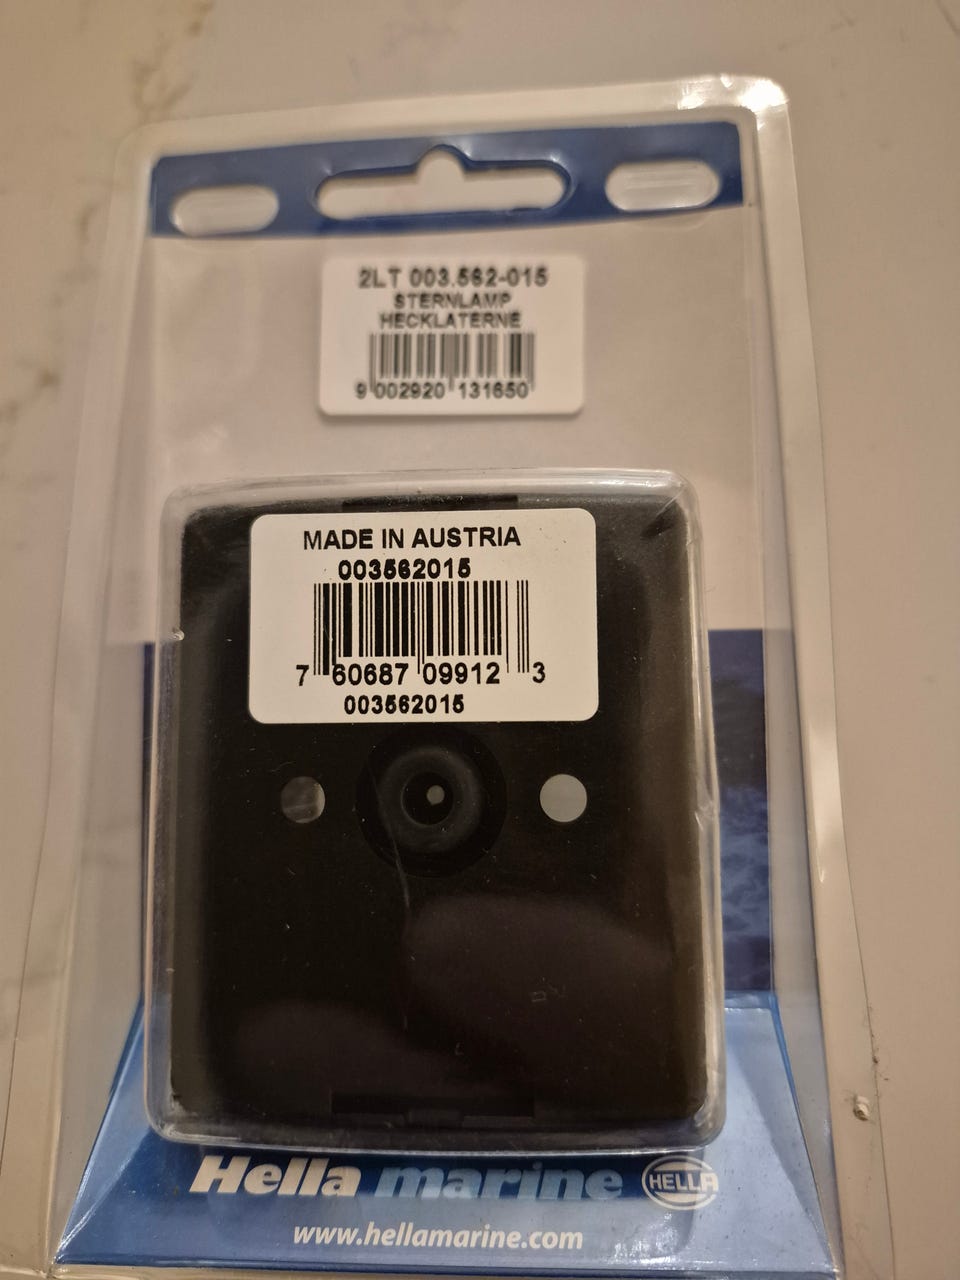 2LT 003.562-015
STERNLAMP
HECKLATERNE
9 002920 131650
MADE IN AUSTRIA
003562015
7 60687 09912 3
003562015
Hella marine HELLA
www.hellamarine.com